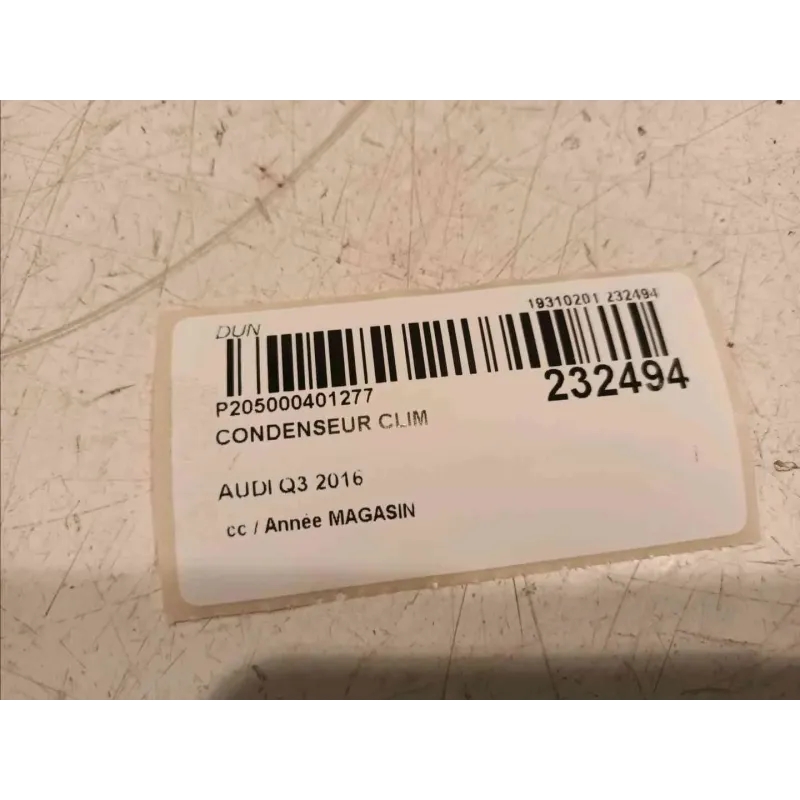 DUN
19310201 232494
P205000401277
232494
CONDENSEUR CLIM
AUDI Q3 2016
cc / Année MAGASIN